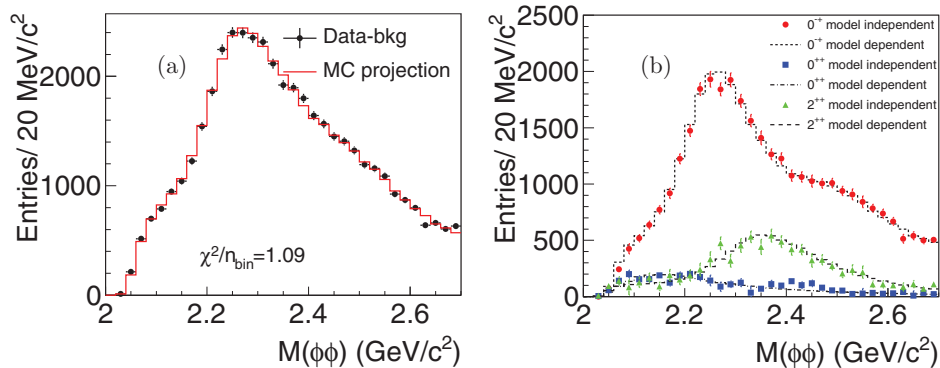 Entries/ 20 MeV/c²
2000
1000
0
2
2.2
2.4
2.6
M(ϕϕ) (GeV/c²)
(a)
Data-bkg
MC projection
χ²/n_bin=1.09
Entries/ 20 MeV/c²
2500
2000
1500
1000
500
0
2
2.2
2.4
2.6
M(ϕϕ) (GeV/c²)
(b)
0⁻⁺ model independent
0⁻⁺ model dependent
0⁺⁺ model independent
0⁺⁺ model dependent
2⁺⁺ model independent
2⁺⁺ model dependent